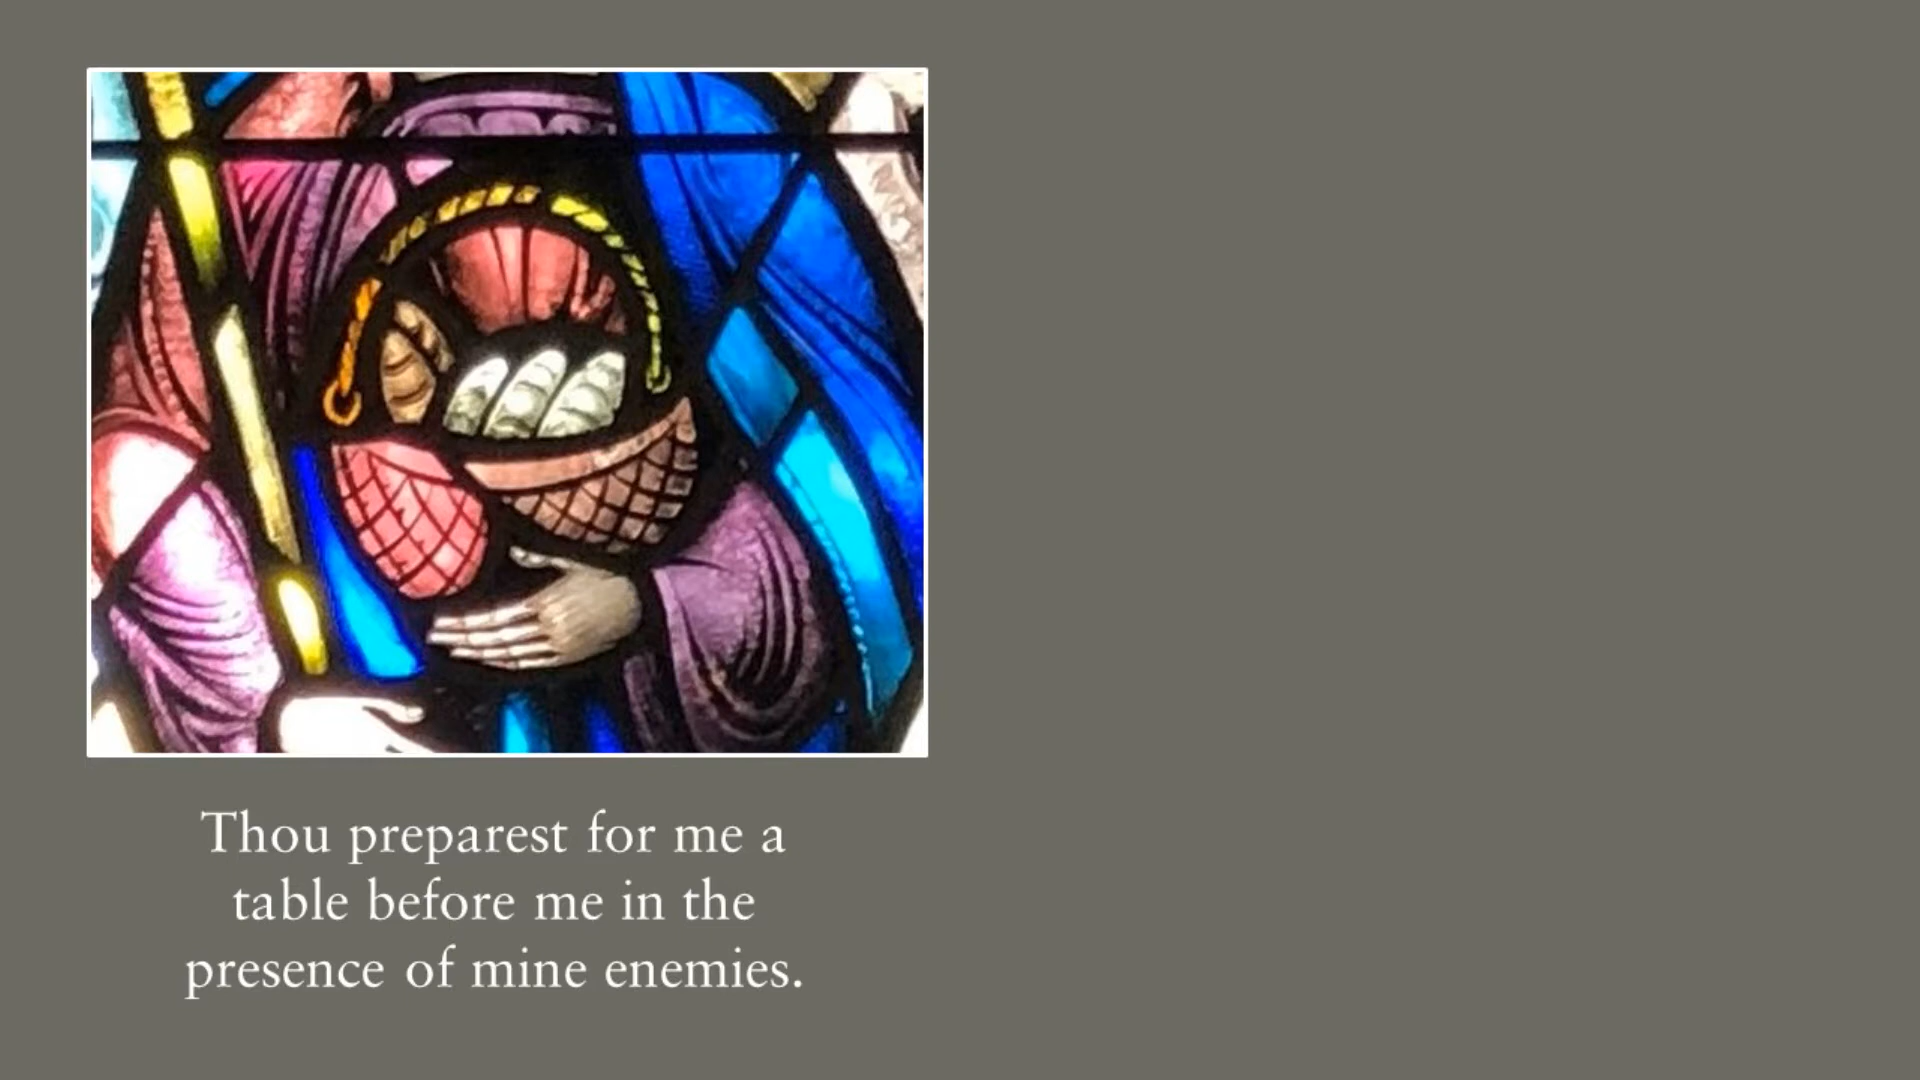 Thou preparest for me a
table before me in the
presence of mine enemies.